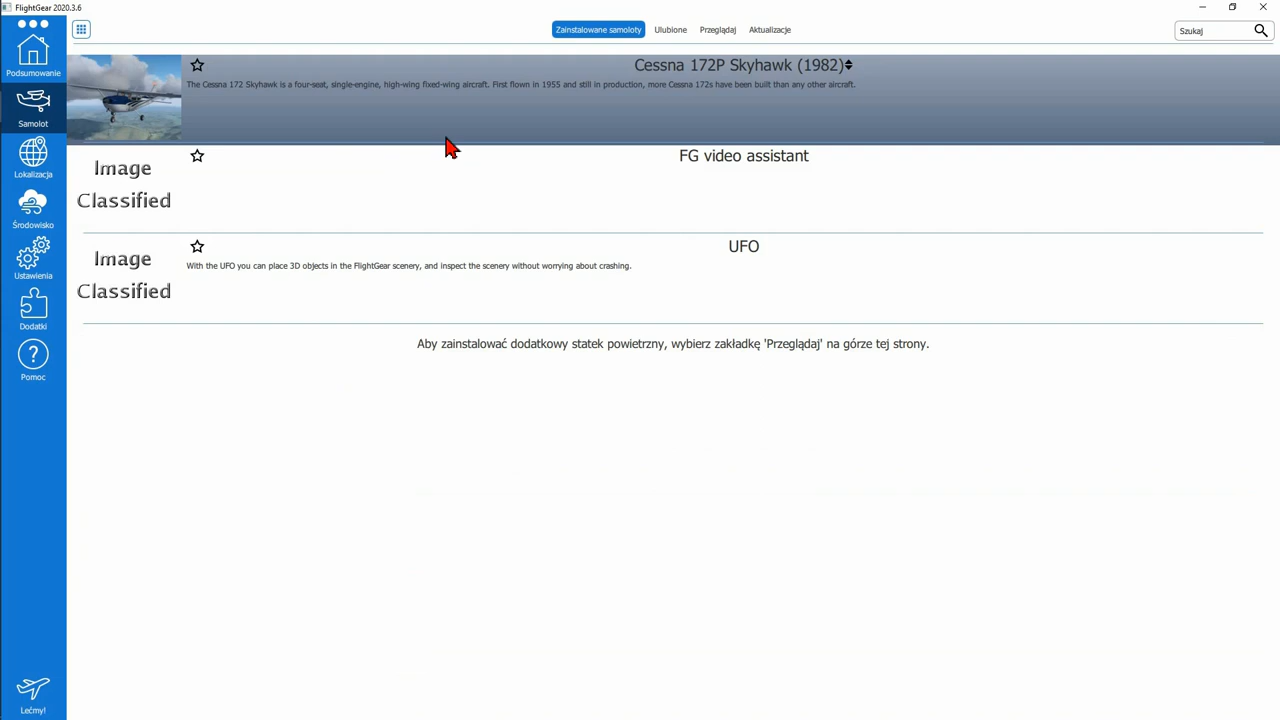 FlightGear 2020.3.6
Zainstalowane samoloty
Ulubione
Przeglądaj
Aktualizacje
Szukaj
Podsumowanie
Samolot
Lokalizacja
Środowisko
Ustawienia
Dodatki
?
Pomoc
Lećmy!
Cessna 172P Skyhawk (1982)
The Cessna 172 Skyhawk is a four-seat, single-engine, high-wing fixed-wing aircraft. First flown in 1955 and still in production, more Cessna 172s have been built than any other aircraft.
Image
Classified
FG video assistant
Image
Classified
UFO
With the UFO you can place 3D objects in the FlightGear scenery, and inspect the scenery without worrying about crashing.
Aby zainstalować dodatkowy statek powietrzny, wybierz zakładkę 'Przeglądaj' na górze tej strony.